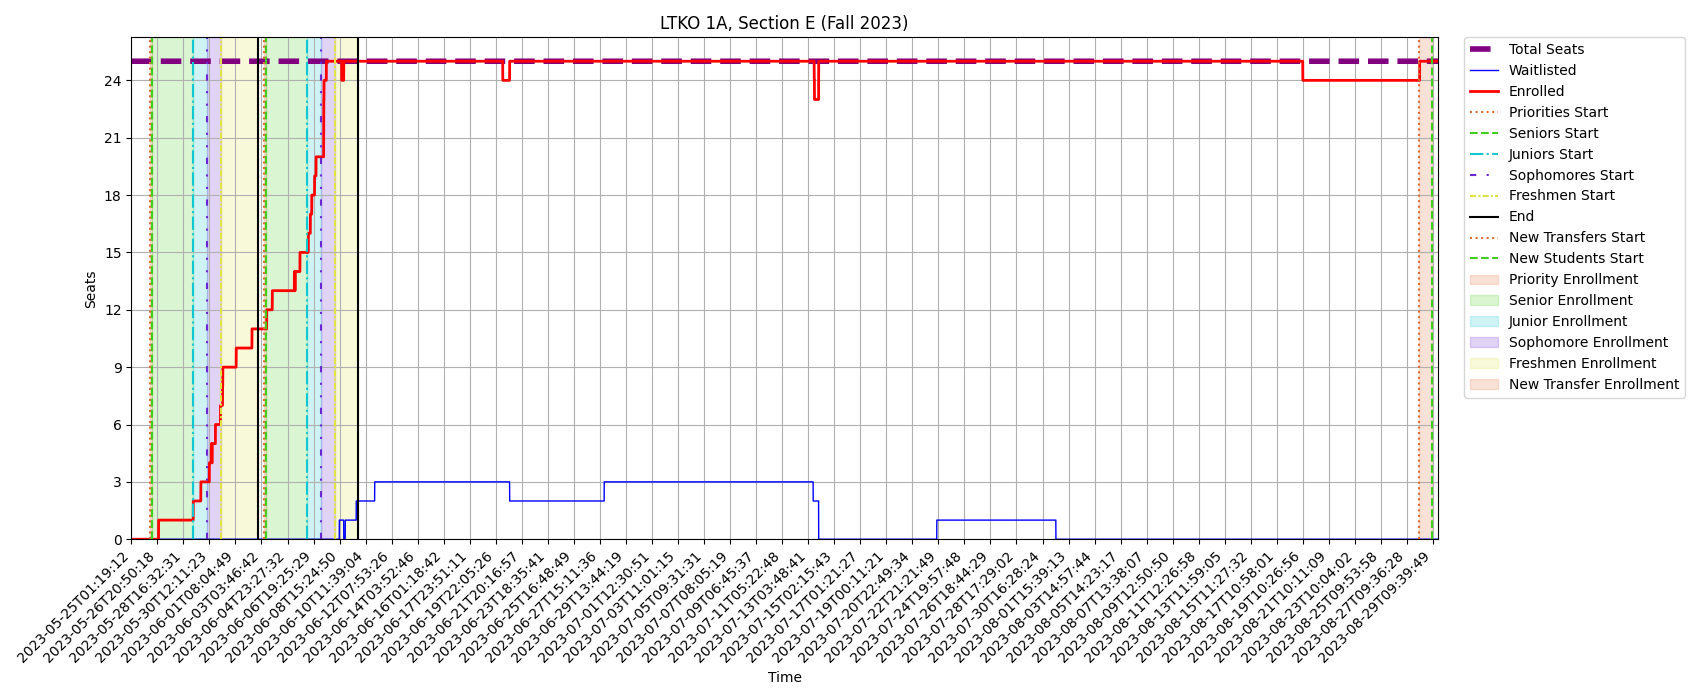 LTKO 1A, Section E (Fall 2023)
Total Seats
Waitlisted
Enrolled
Priorities Start
Seniors Start
Juniors Start
Sophomores Start
Freshmen Start
End
New Transfers Start
New Students Start
Priority Enrollment
Senior Enrollment
Junior Enrollment
Sophomore Enrollment
Freshmen Enrollment
New Transfer Enrollment
Seats
24
21
18
15
12
9
6
3
0
2023-05-25T01:19:12
2023-05-26T20:50:18
2023-05-28T16:32:31
2023-05-30T12:11:23
2023-06-01T08:04:49
2023-06-03T03:46:42
2023-06-04T23:27:32
2023-06-06T19:25:29
2023-06-08T15:24:50
2023-06-10T11:39:04
2023-06-12T07:53:26
2023-06-14T03:52:46
2023-06-16T01:18:42
2023-06-17T23:51:11
2023-06-19T22:05:26
2023-06-21T20:16:57
2023-06-23T18:35:41
2023-06-25T16:48:49
2023-06-27T15:11:36
2023-06-29T13:44:19
2023-07-01T12:30:51
2023-07-03T11:01:15
2023-07-05T09:31:31
2023-07-07T08:05:19
2023-07-09T06:45:37
2023-07-11T05:22:48
2023-07-13T03:48:41
2023-07-15T02:15:43
2023-07-17T01:21:27
2023-07-19T00:11:21
2023-07-20T22:49:34
2023-07-22T21:21:49
2023-07-24T19:57:48
2023-07-26T18:44:29
2023-07-28T17:29:02
2023-07-30T16:28:24
2023-08-01T15:39:13
2023-08-03T14:57:44
2023-08-05T14:23:17
2023-08-07T13:38:07
2023-08-09T12:50:50
2023-08-11T12:26:58
2023-08-13T11:59:05
2023-08-15T11:27:32
2023-08-17T10:58:01
2023-08-19T10:26:56
2023-08-21T10:11:09
2023-08-23T10:04:02
2023-08-25T09:53:58
2023-08-27T09:36:28
2023-08-29T09:39:49
Time